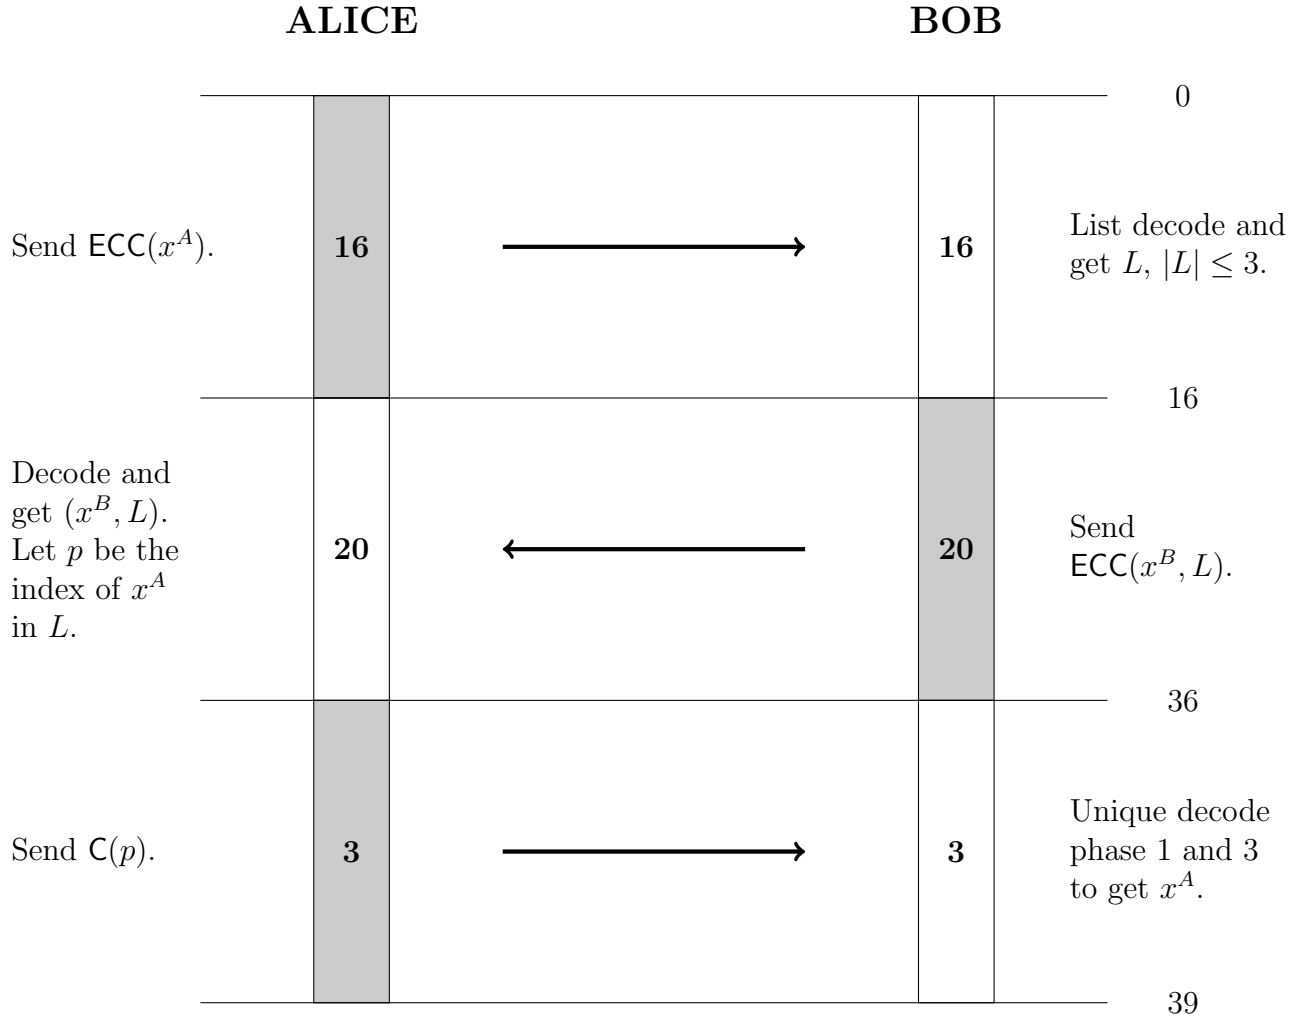 ALICE
BOB
0
Send ECC(x^A).
16
16
List decode and
get L, |L| ≤ 3.
16
Decode and
get (x^B, L).
Let p be the
index of x^A
in L.
20
20
Send
ECC(x^B, L).
36
Send C(p).
3
3
Unique decode
phase 1 and 3
to get x^A.
39